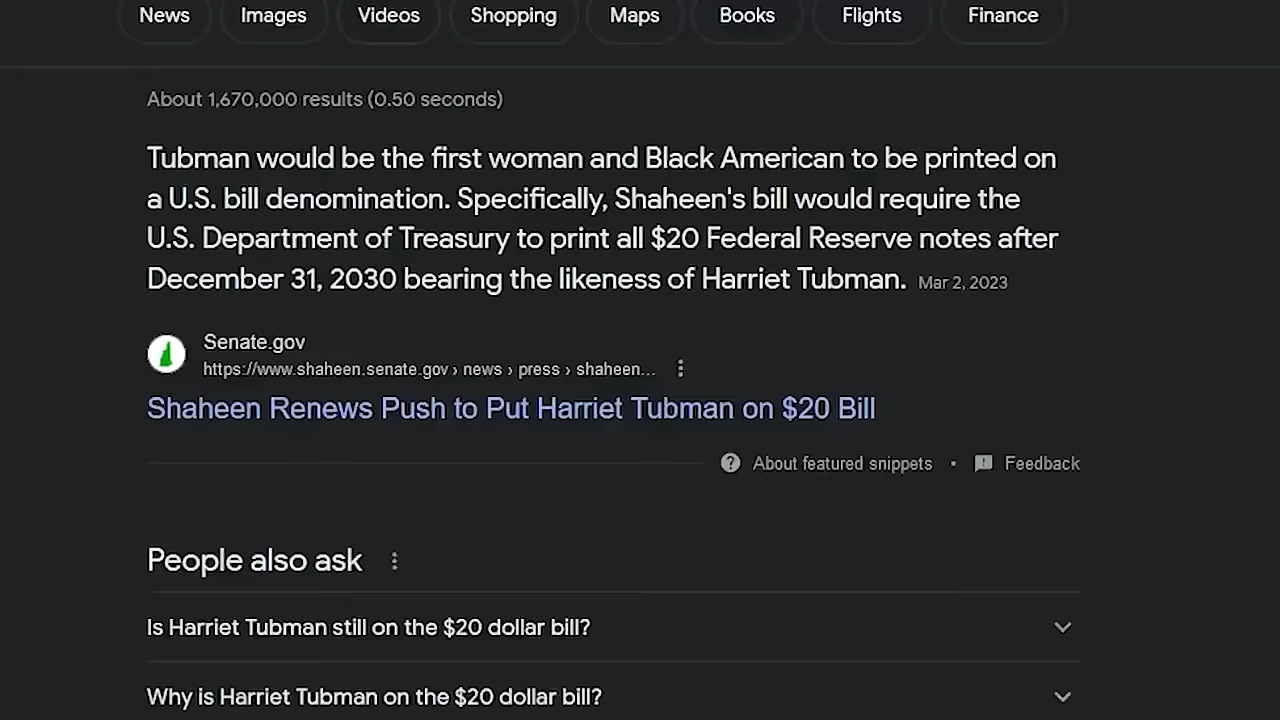 News Images Videos Shopping Maps Books Flights Finance
About 1,670,000 results (0.50 seconds)
Tubman would be the first woman and Black American to be printed on
a U.S. bill denomination. Specifically, Shaheen's bill would require the
U.S. Department of Treasury to print all $20 Federal Reserve notes after
December 31, 2030 bearing the likeness of Harriet Tubman. Mar 2, 2023
Senate.gov
https://www.shaheen.senate.gov › news › press › shaheen...
Shaheen Renews Push to Put Harriet Tubman on $20 Bill
About featured snippets • Feedback
People also ask
Is Harriet Tubman still on the $20 dollar bill?
Why is Harriet Tubman on the $20 dollar bill?